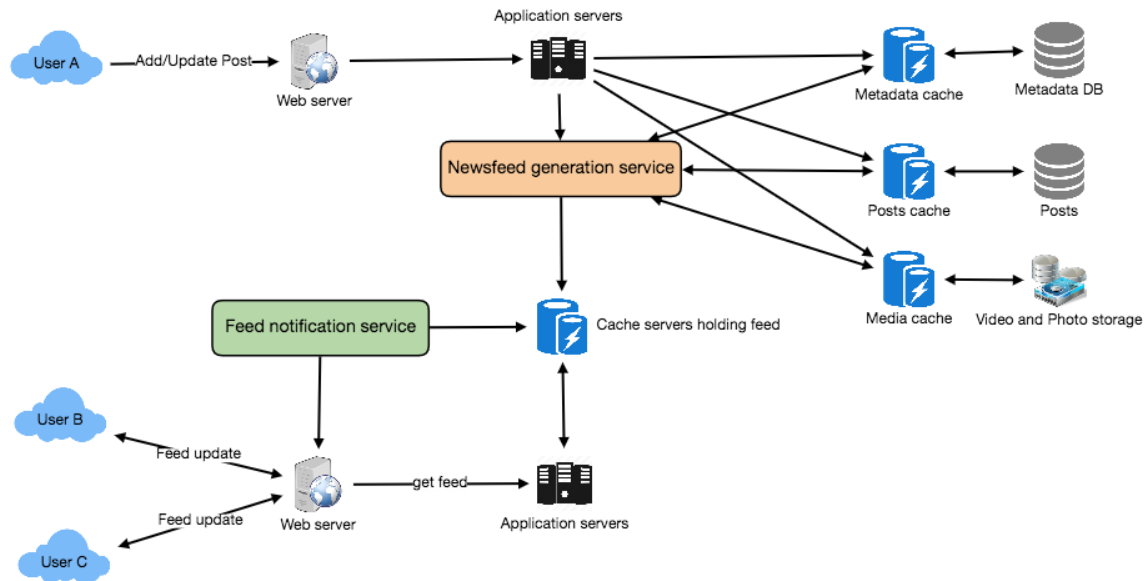 Application servers
User A
Add/Update Post
Web server
Metadata cache
Metadata DB
Newsfeed generation service
Posts cache
Posts
Media cache
Video and Photo storage
Feed notification service
Cache servers holding feed
User B
Feed update
get feed
Feed update
Web server
Application servers
User C